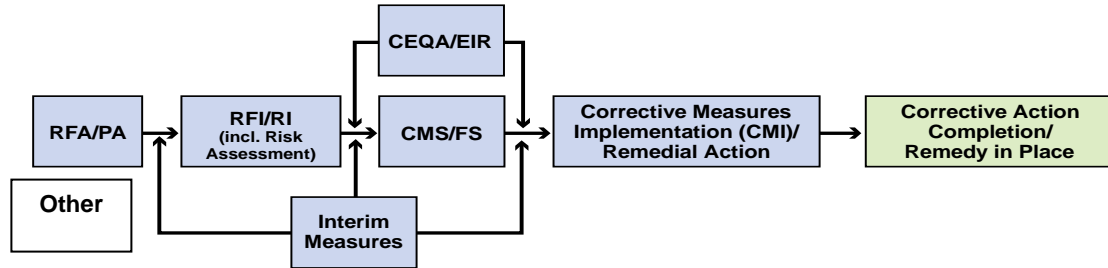 CEQA/EIR
RFA/PA
RFI/RI
(incl. Risk
Assessment)
CMS/FS
Corrective Measures
Implementation (CMI)/
Remedial Action
Corrective Action
Completion/
Remedy in Place
Other
Interim
Measures